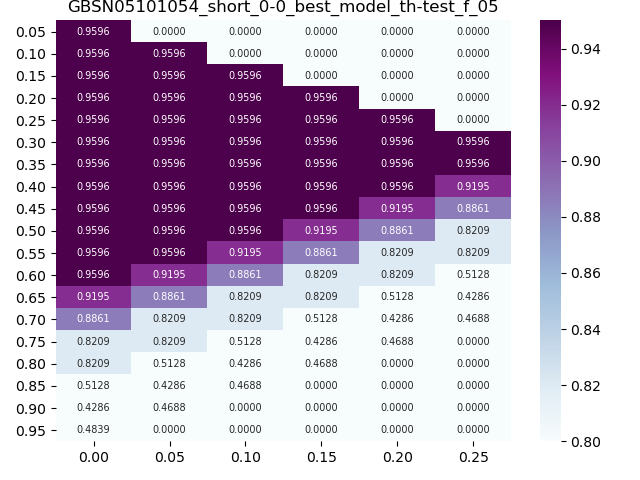 GBSN05101054_short_0-0_best_model_th-test_f_05
0.05 0.9596 0.0000 0.0000 0.0000 0.0000 0.0000
0.10 0.9596 0.9596 0.0000 0.0000 0.0000 0.0000
0.15 0.9596 0.9596 0.9596 0.0000 0.0000 0.0000
0.20 0.9596 0.9596 0.9596 0.9596 0.0000 0.0000
0.25 0.9596 0.9596 0.9596 0.9596 0.9596 0.0000
0.30 0.9596 0.9596 0.9596 0.9596 0.9596 0.9596
0.35 0.9596 0.9596 0.9596 0.9596 0.9596 0.9596
0.40 0.9596 0.9596 0.9596 0.9596 0.9596 0.9195
0.45 0.9596 0.9596 0.9596 0.9596 0.9195 0.8861
0.50 0.9596 0.9596 0.9596 0.9195 0.8861 0.8209
0.55 0.9596 0.9596 0.9195 0.8861 0.8209 0.8209
0.60 0.9596 0.9195 0.8861 0.8209 0.8209 0.5128
0.65 0.9195 0.8861 0.8209 0.8209 0.5128 0.4286
0.70 0.8861 0.8209 0.8209 0.5128 0.4286 0.4688
0.75 0.8209 0.8209 0.5128 0.4286 0.4688 0.0000
0.80 0.8209 0.5128 0.4286 0.4688 0.0000 0.0000
0.85 0.5128 0.4286 0.4688 0.0000 0.0000 0.0000
0.90 0.4286 0.4688 0.0000 0.0000 0.0000 0.0000
0.95 0.4839 0.0000 0.0000 0.0000 0.0000 0.0000
0.00 0.05 0.10 0.15 0.20 0.25
0.94
0.92
0.90
0.88
0.86
0.84
0.82
0.80